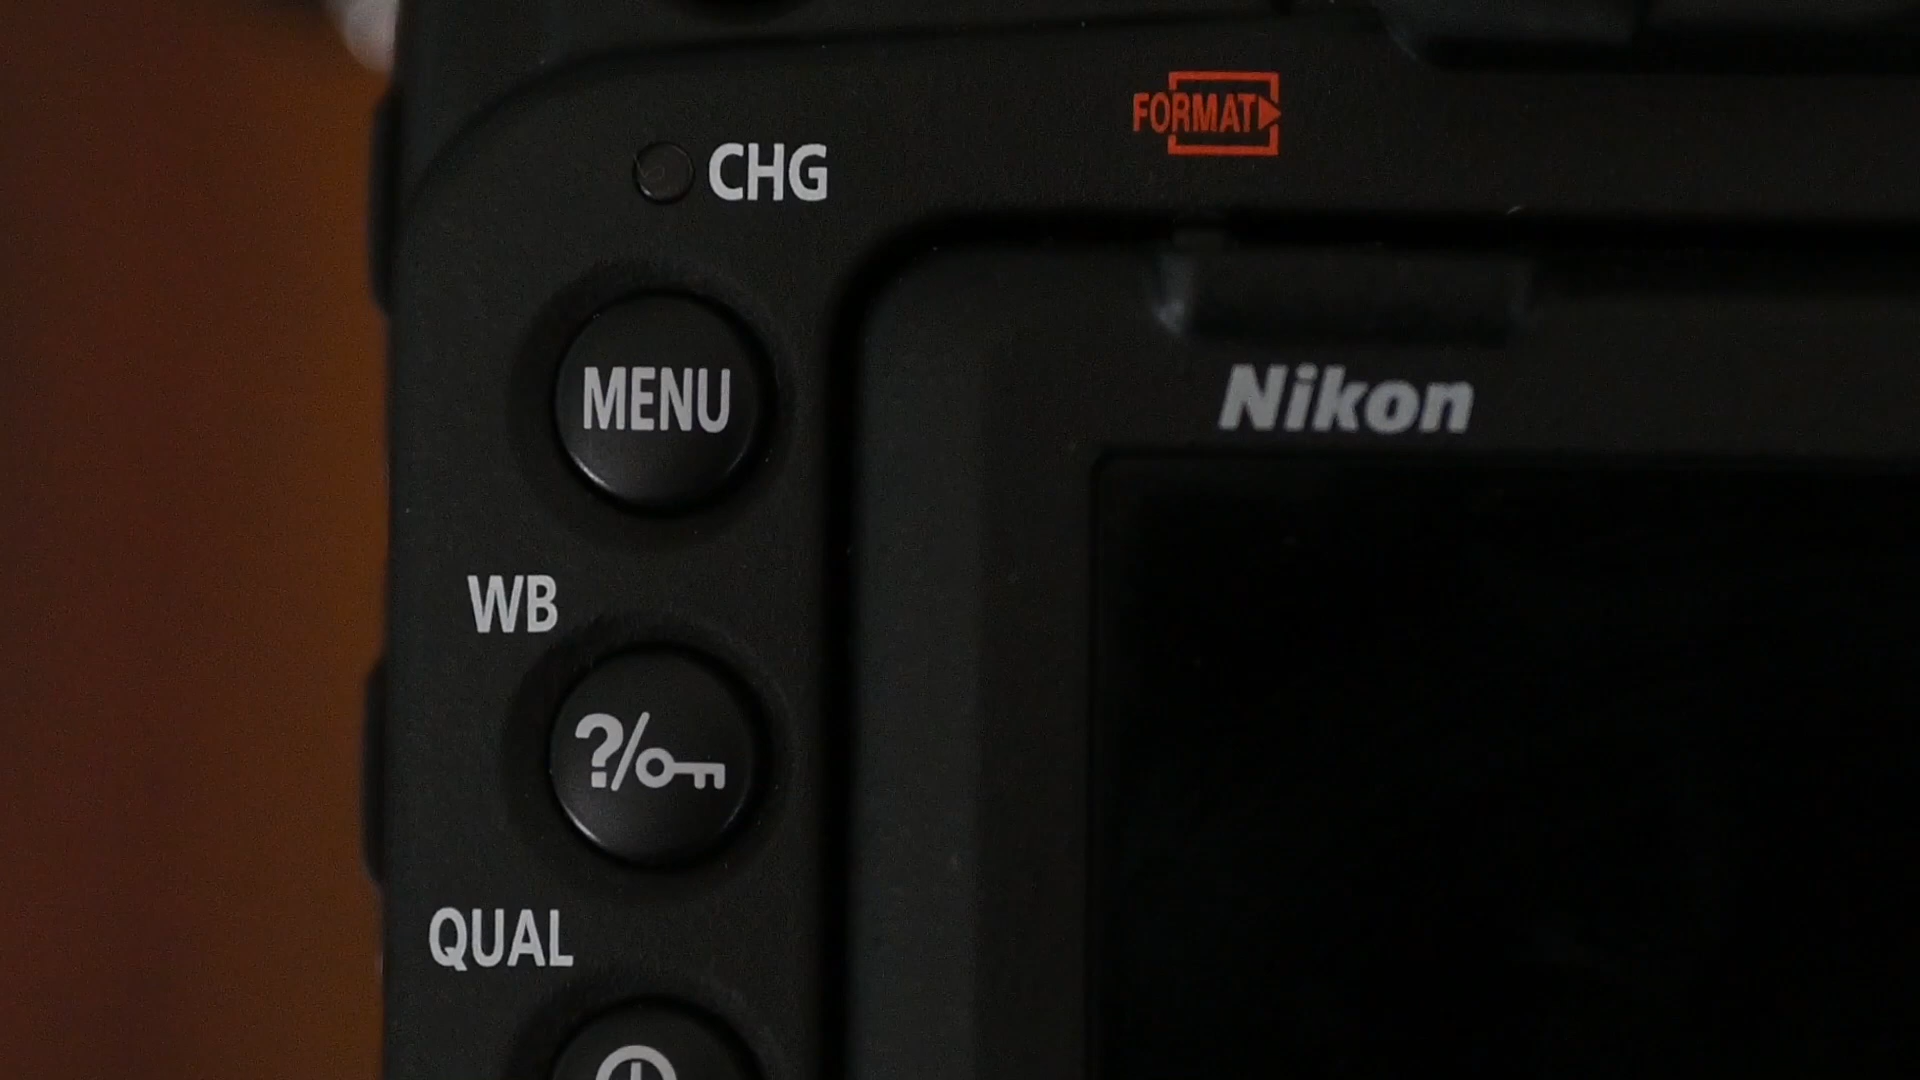 FORMAT
CHG
MENU
Nikon
WB
?/
QUAL